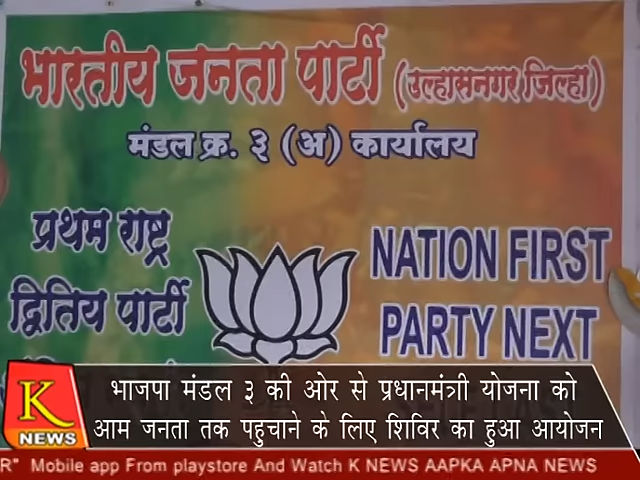 भारतीय जनता पार्टी (उल्हासनगर जिल्हा)
मंडल क्र. ३ (अ) कार्यालय
प्रथम राष्ट्र
द्वितिय पार्टी
NATION FIRST
PARTY NEXT
भाजपा मंडल ३ की ओर से प्रधानमंत्री योजना को
आम जनता तक पहुचाने के लिए शिविर का हुआ आयोजन
K NEWS
R" Mobile app From playstore And Watch K NEWS AAPKA APNA NEWS